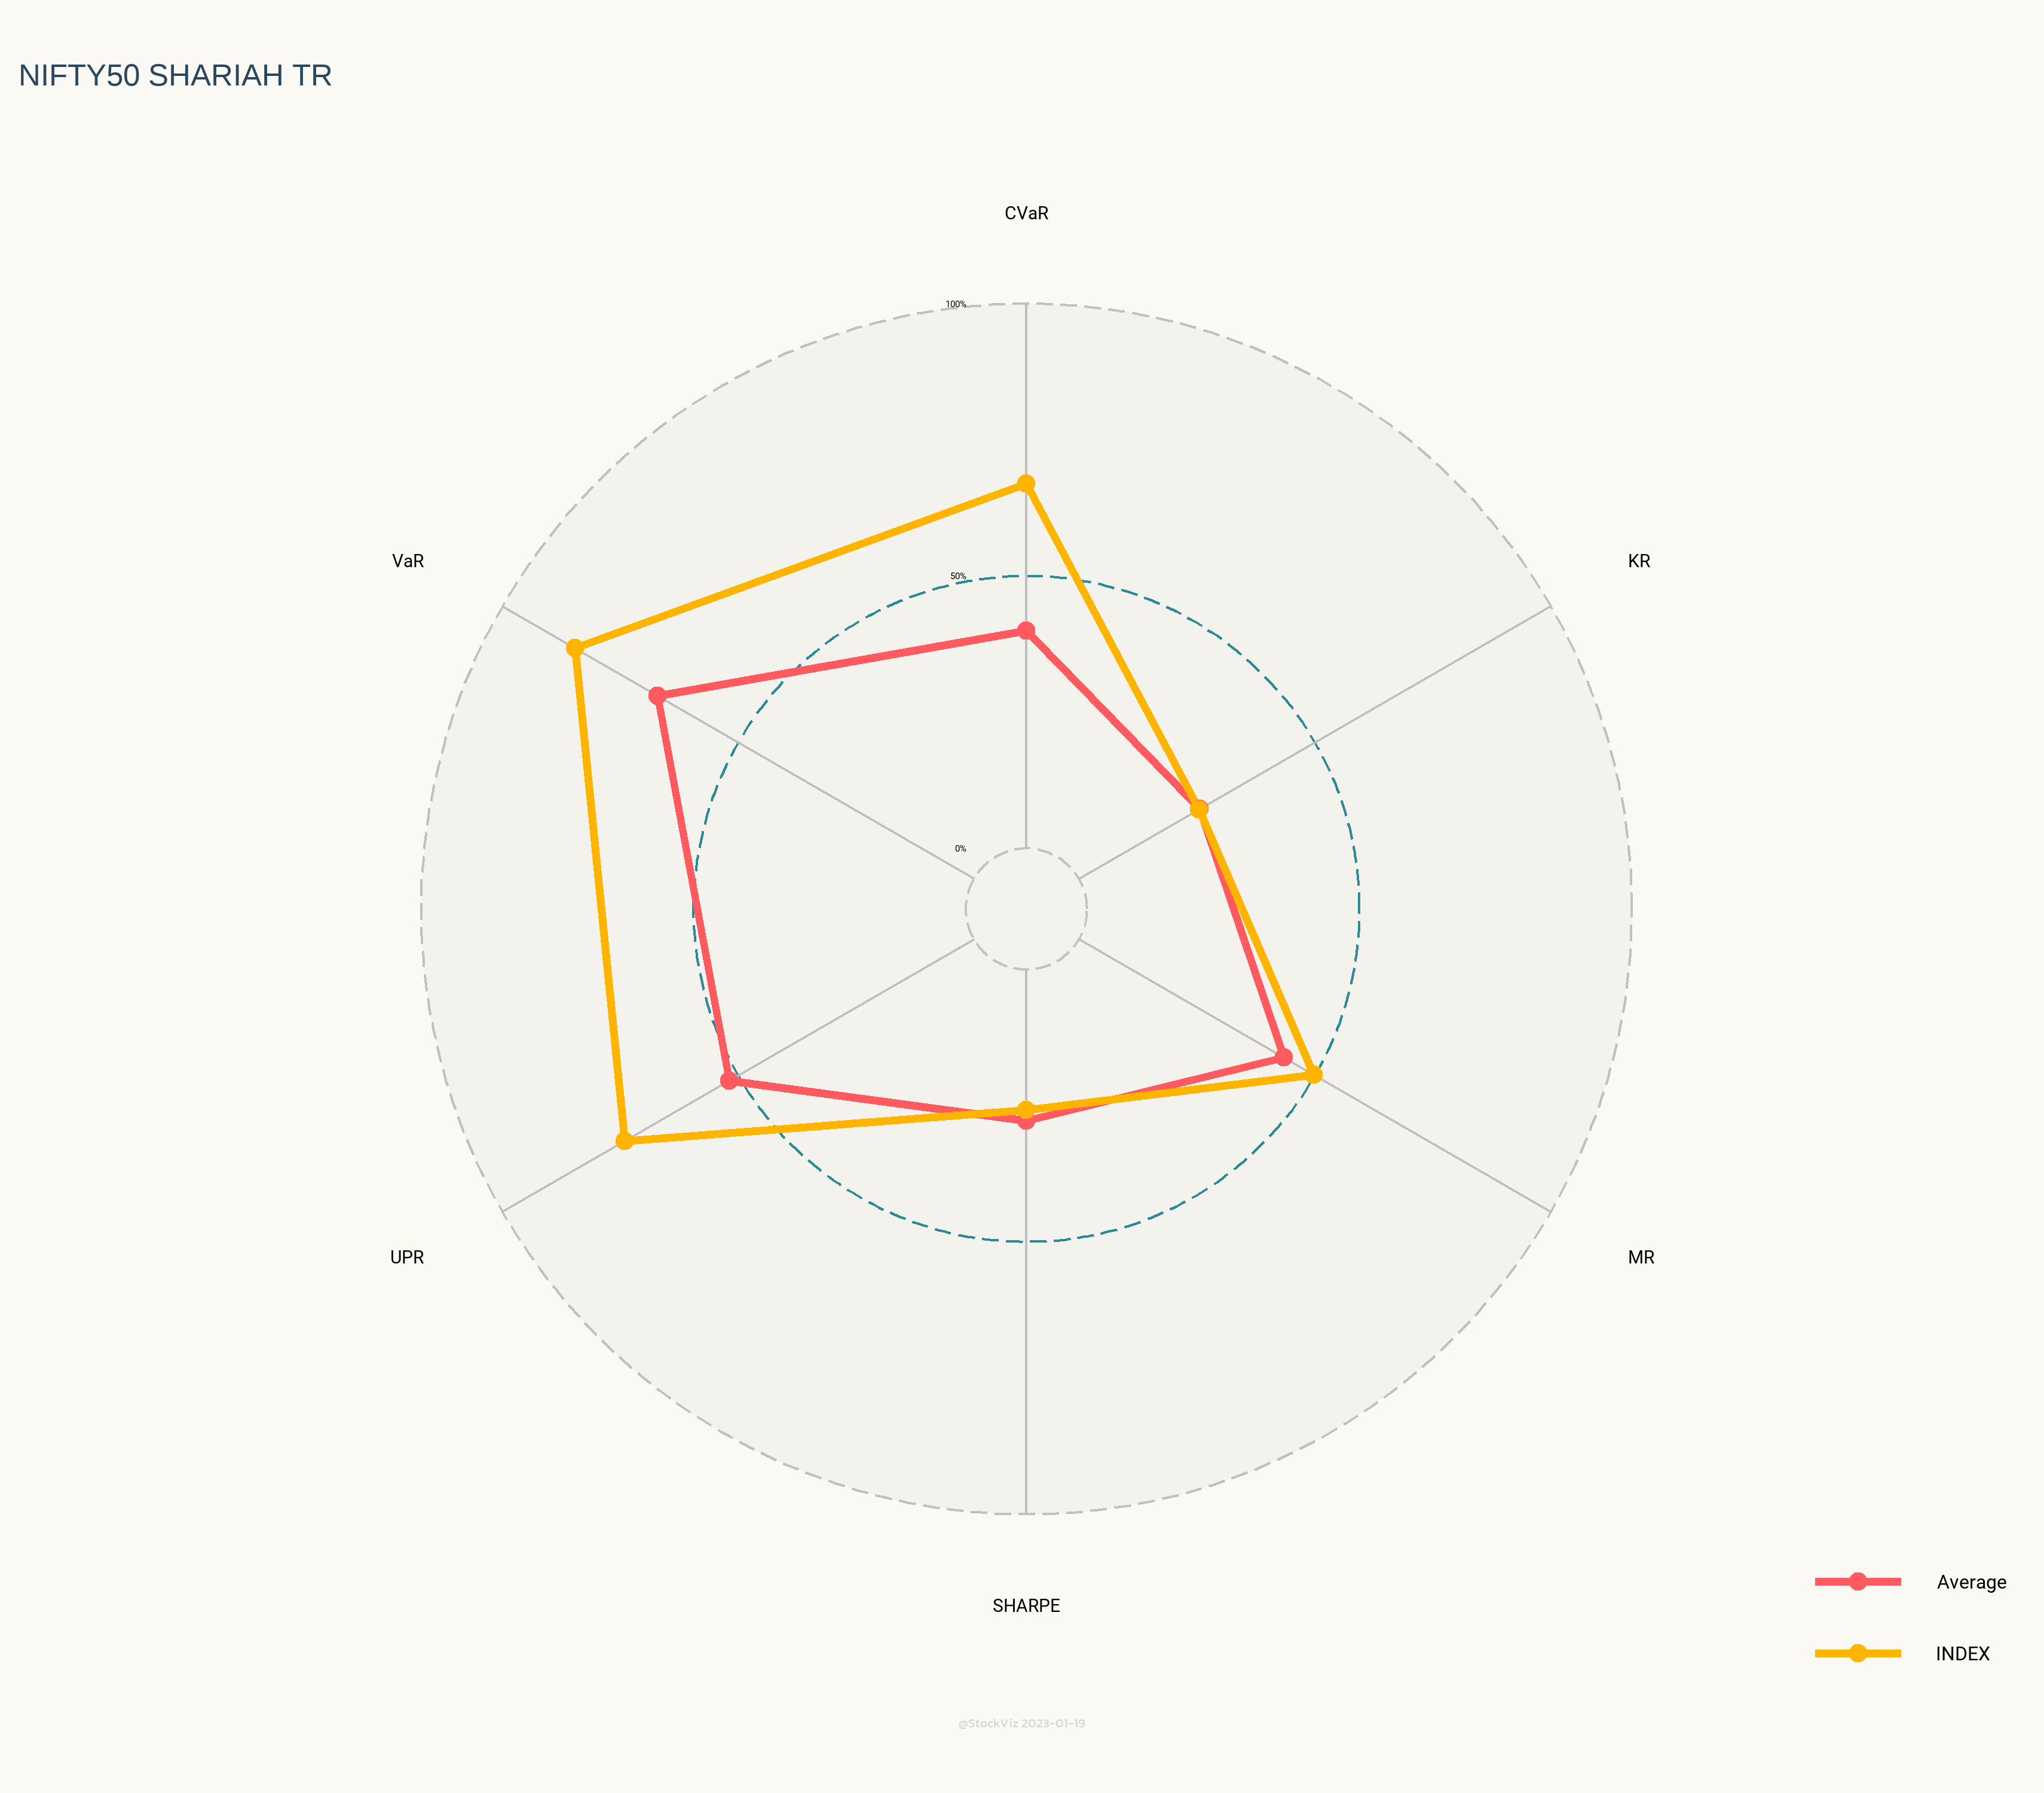 NIFTY50 SHARIAH TR
CVaR
100%
VaR
KR
50%
0%
UPR
MR
SHARPE
Average
INDEX
@StockViz 2023-01-19